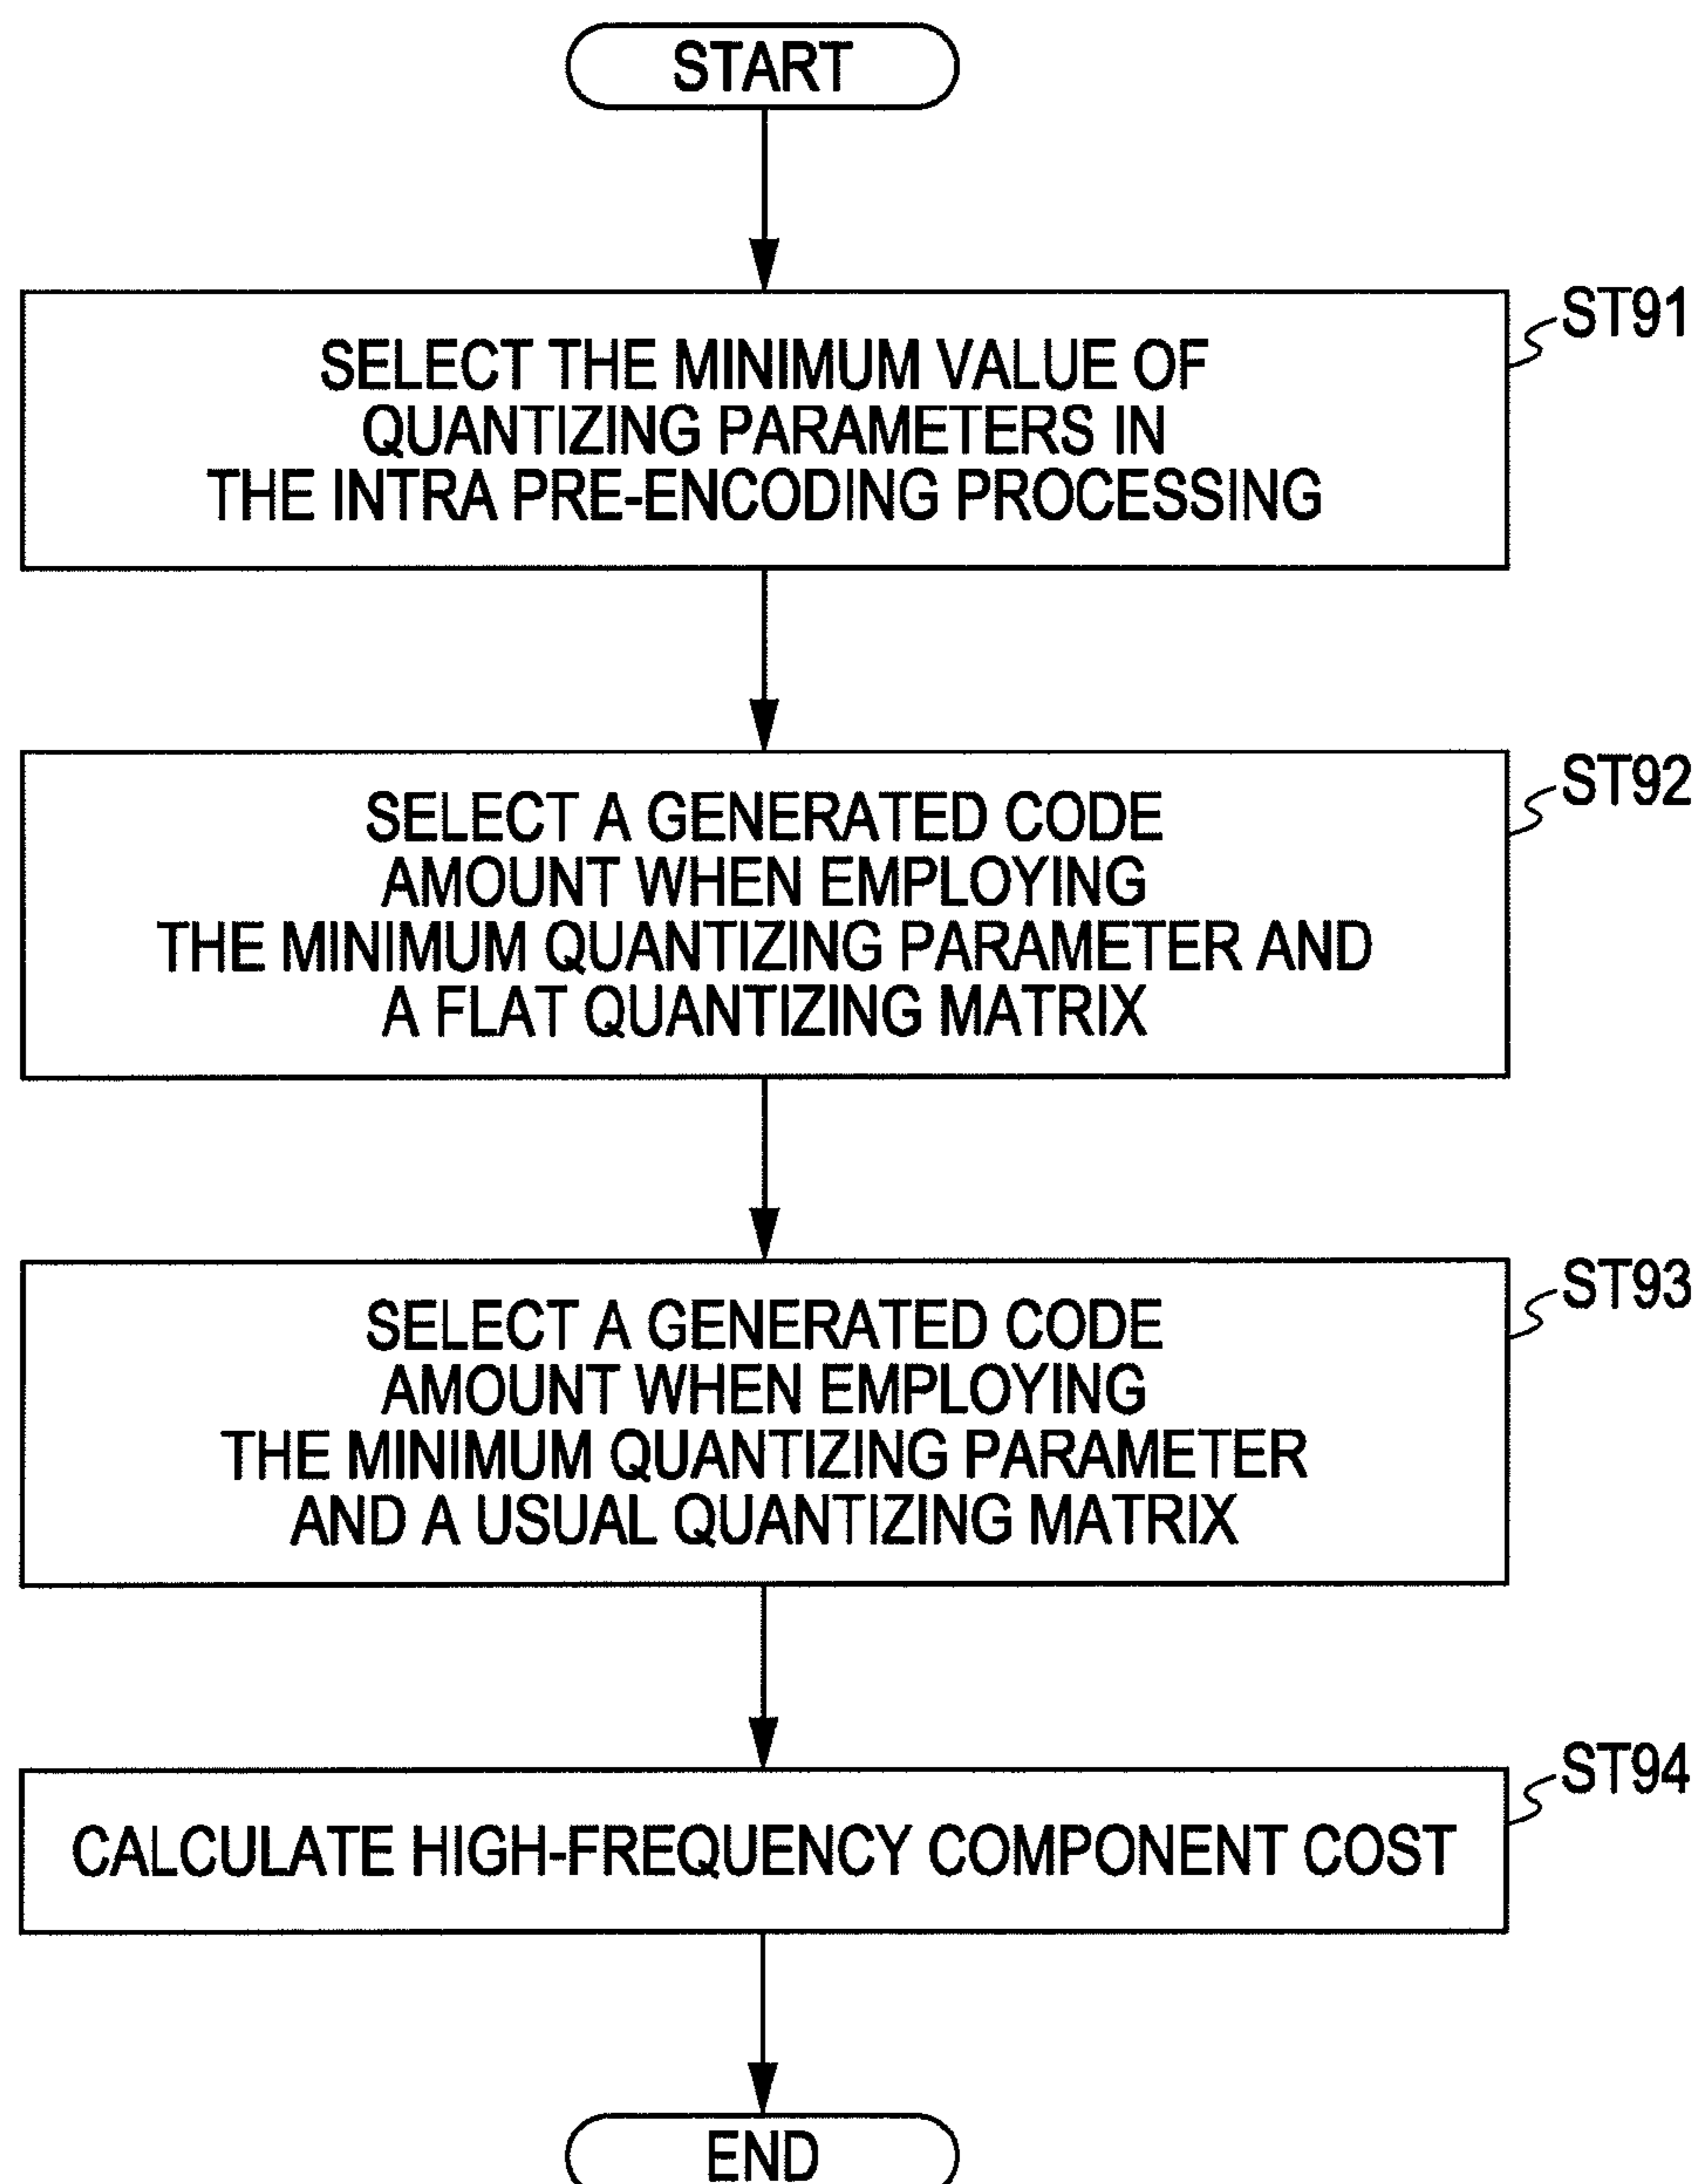 START
ST91
SELECT THE MINIMUM VALUE OF
QUANTIZING PARAMETERS IN
THE INTRA PRE-ENCODING PROCESSING
ST92
SELECT A GENERATED CODE
AMOUNT WHEN EMPLOYING
THE MINIMUM QUANTIZING PARAMETER AND
A FLAT QUANTIZING MATRIX
ST93
SELECT A GENERATED CODE
AMOUNT WHEN EMPLOYING
THE MINIMUM QUANTIZING PARAMETER
AND A USUAL QUANTIZING MATRIX
ST94
CALCULATE HIGH-FREQUENCY COMPONENT COST
END